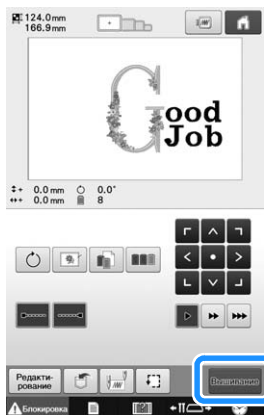 124.0mm
166.9mm
Good
Job
0.0mm 0.0°
0.0mm 8
Редакти-
рование
Вышивание
Блокировка